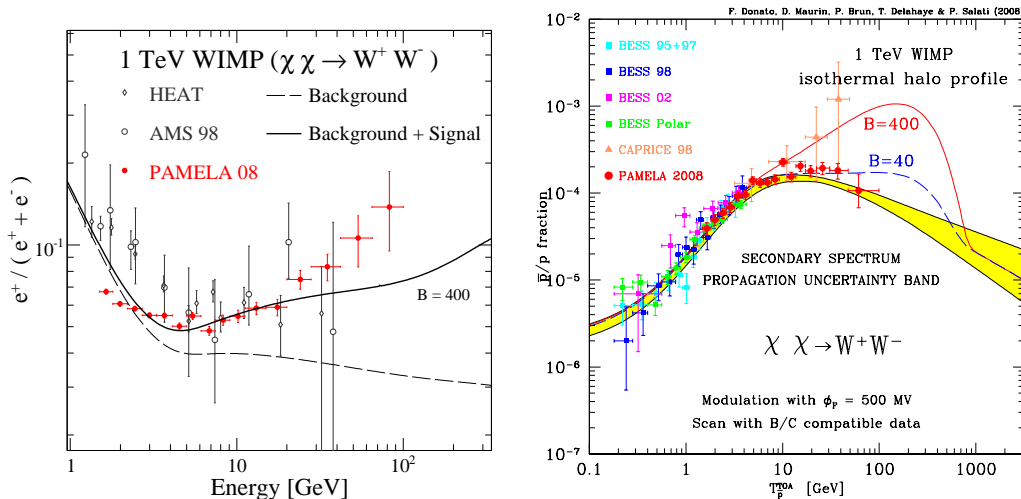 1 TeV WIMP ( χ χ → W⁺ W⁻ )
HEAT
Background
AMS 98
Background + Signal
PAMELA 08
e⁺ / ( e⁺ + e⁻ )
10⁻¹
B = 400
1
10
10²
Energy [GeV]
F. Donato, D. Maurin, P. Brun, T. Delahaye & P. Salati (2008)
10⁻²
BESS 95+97
BESS 98
BESS 02
BESS Polar
CAPRICE 98
PAMELA 2008
1 TeV WIMP
isothermal halo profile
10⁻³
B=400
B=40
10⁻⁴
p̄/p fraction
SECONDARY SPECTRUM
PROPAGATION UNCERTAINTY BAND
10⁻⁵
χ χ → W⁺W⁻
10⁻⁶
Modulation with ϕ_F = 500 MV
Scan with B/C compatible data
10⁻⁷
0.1
1
10
100
1000
T_p̄^TOA [GeV]